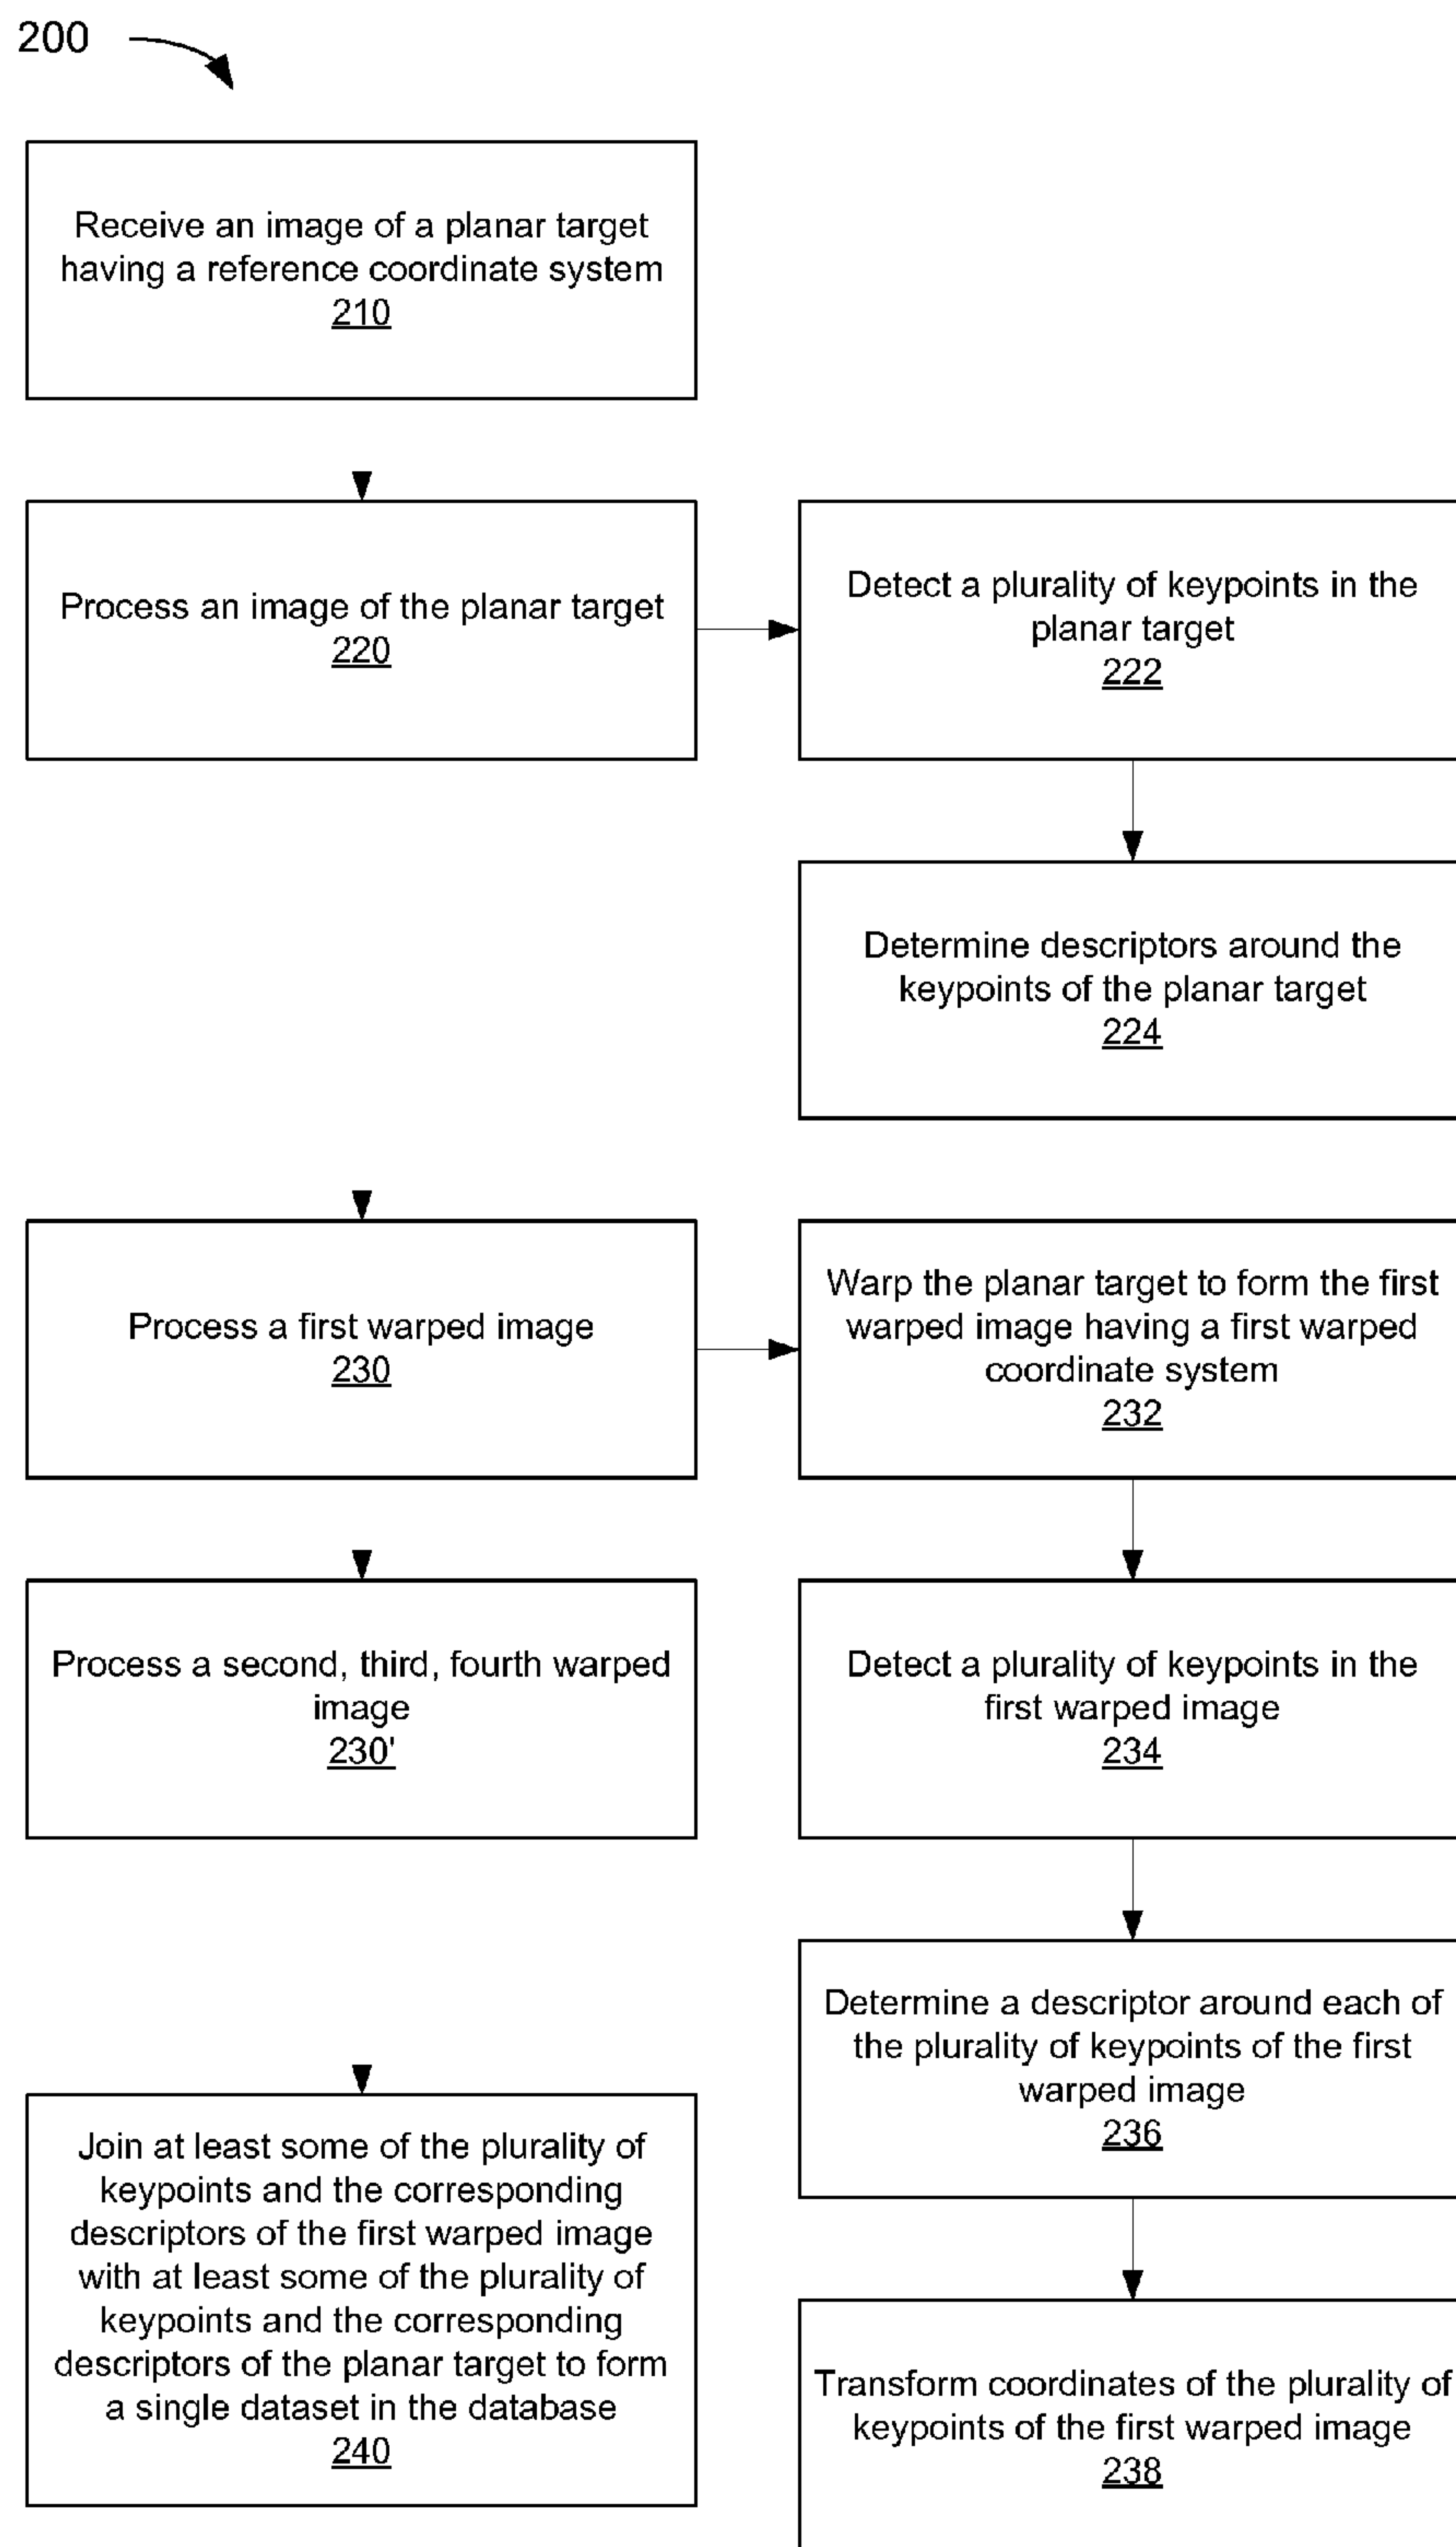 200
Receive an image of a planar target
having a reference coordinate system
210
Process an image of the planar target
220
Detect a plurality of keypoints in the
planar target
222
Determine descriptors around the
keypoints of the planar target
224
Process a first warped image
230
Warp the planar target to form the first
warped image having a first warped
coordinate system
232
Process a second, third, fourth warped
image
230'
Detect a plurality of keypoints in the
first warped image
234
Determine a descriptor around each of
the plurality of keypoints of the first
warped image
236
Join at least some of the plurality of
keypoints and the corresponding
descriptors of the first warped image
with at least some of the plurality of
keypoints and the corresponding
descriptors of the planar target to form
a single dataset in the database
240
Transform coordinates of the plurality of
keypoints of the first warped image
238